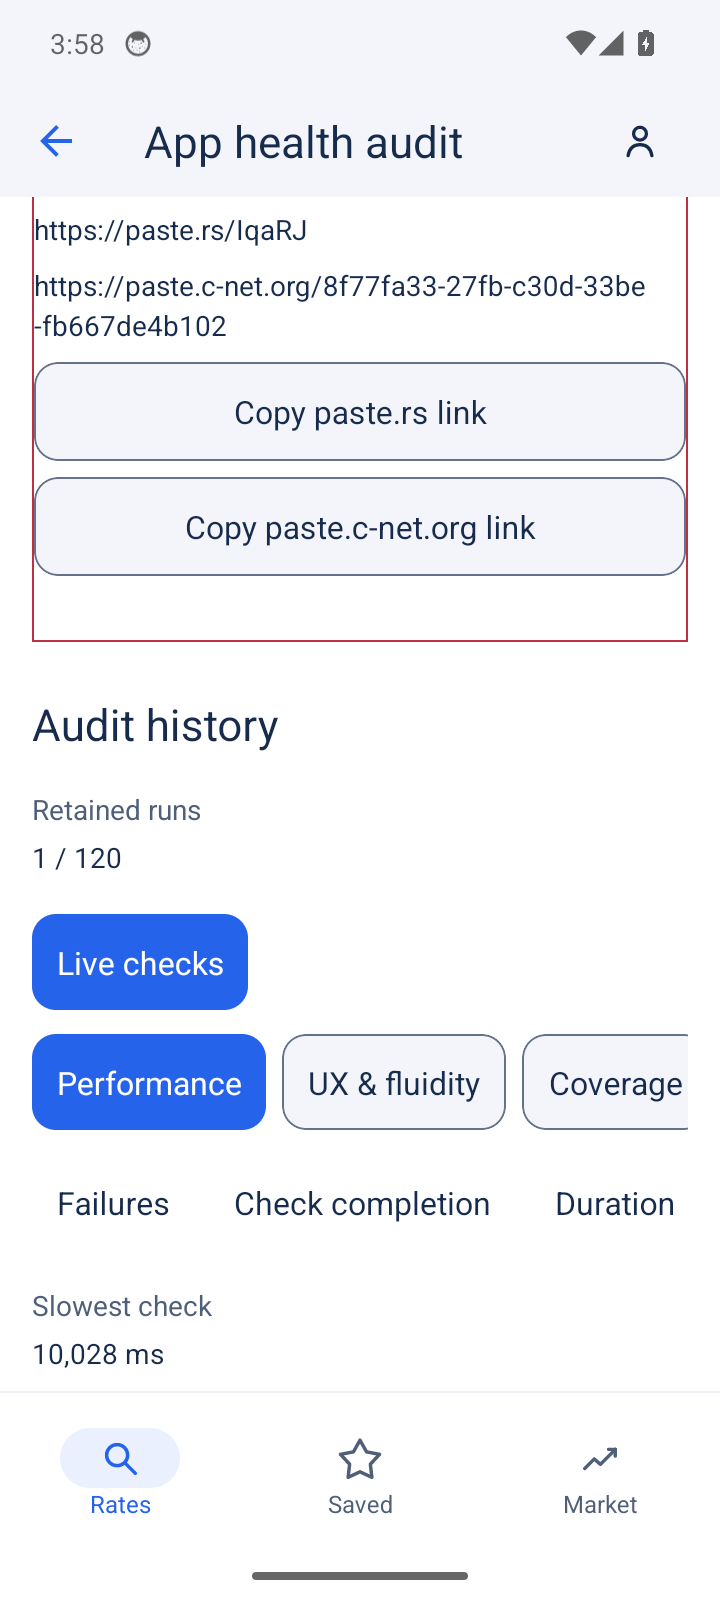 3:58
App health audit
https://paste.rs/IqaRJ
https://paste.c-net.org/8f77fa33-27fb-c30d-33be
-fb667de4b102
Copy paste.rs link
Copy paste.c-net.org link
Audit history
Retained runs
1 / 120
Live checks
Performance UX & fluidity Coverage
Failures Check completion Duration
Slowest check
10,028 ms
Rates Saved Market